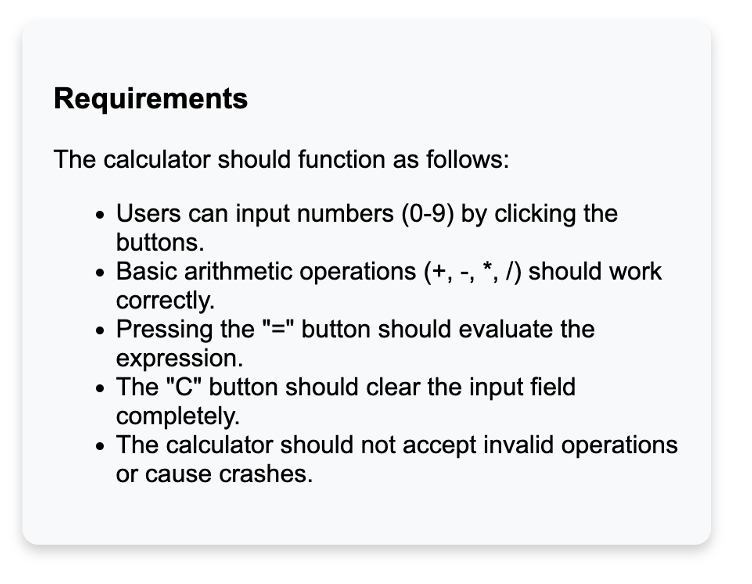 Requirements
The calculator should function as follows:
• Users can input numbers (0-9) by clicking the
buttons.
• Basic arithmetic operations (+, -, *, /) should work
correctly.
• Pressing the "=" button should evaluate the
expression.
• The "C" button should clear the input field
completely.
• The calculator should not accept invalid operations
or cause crashes.